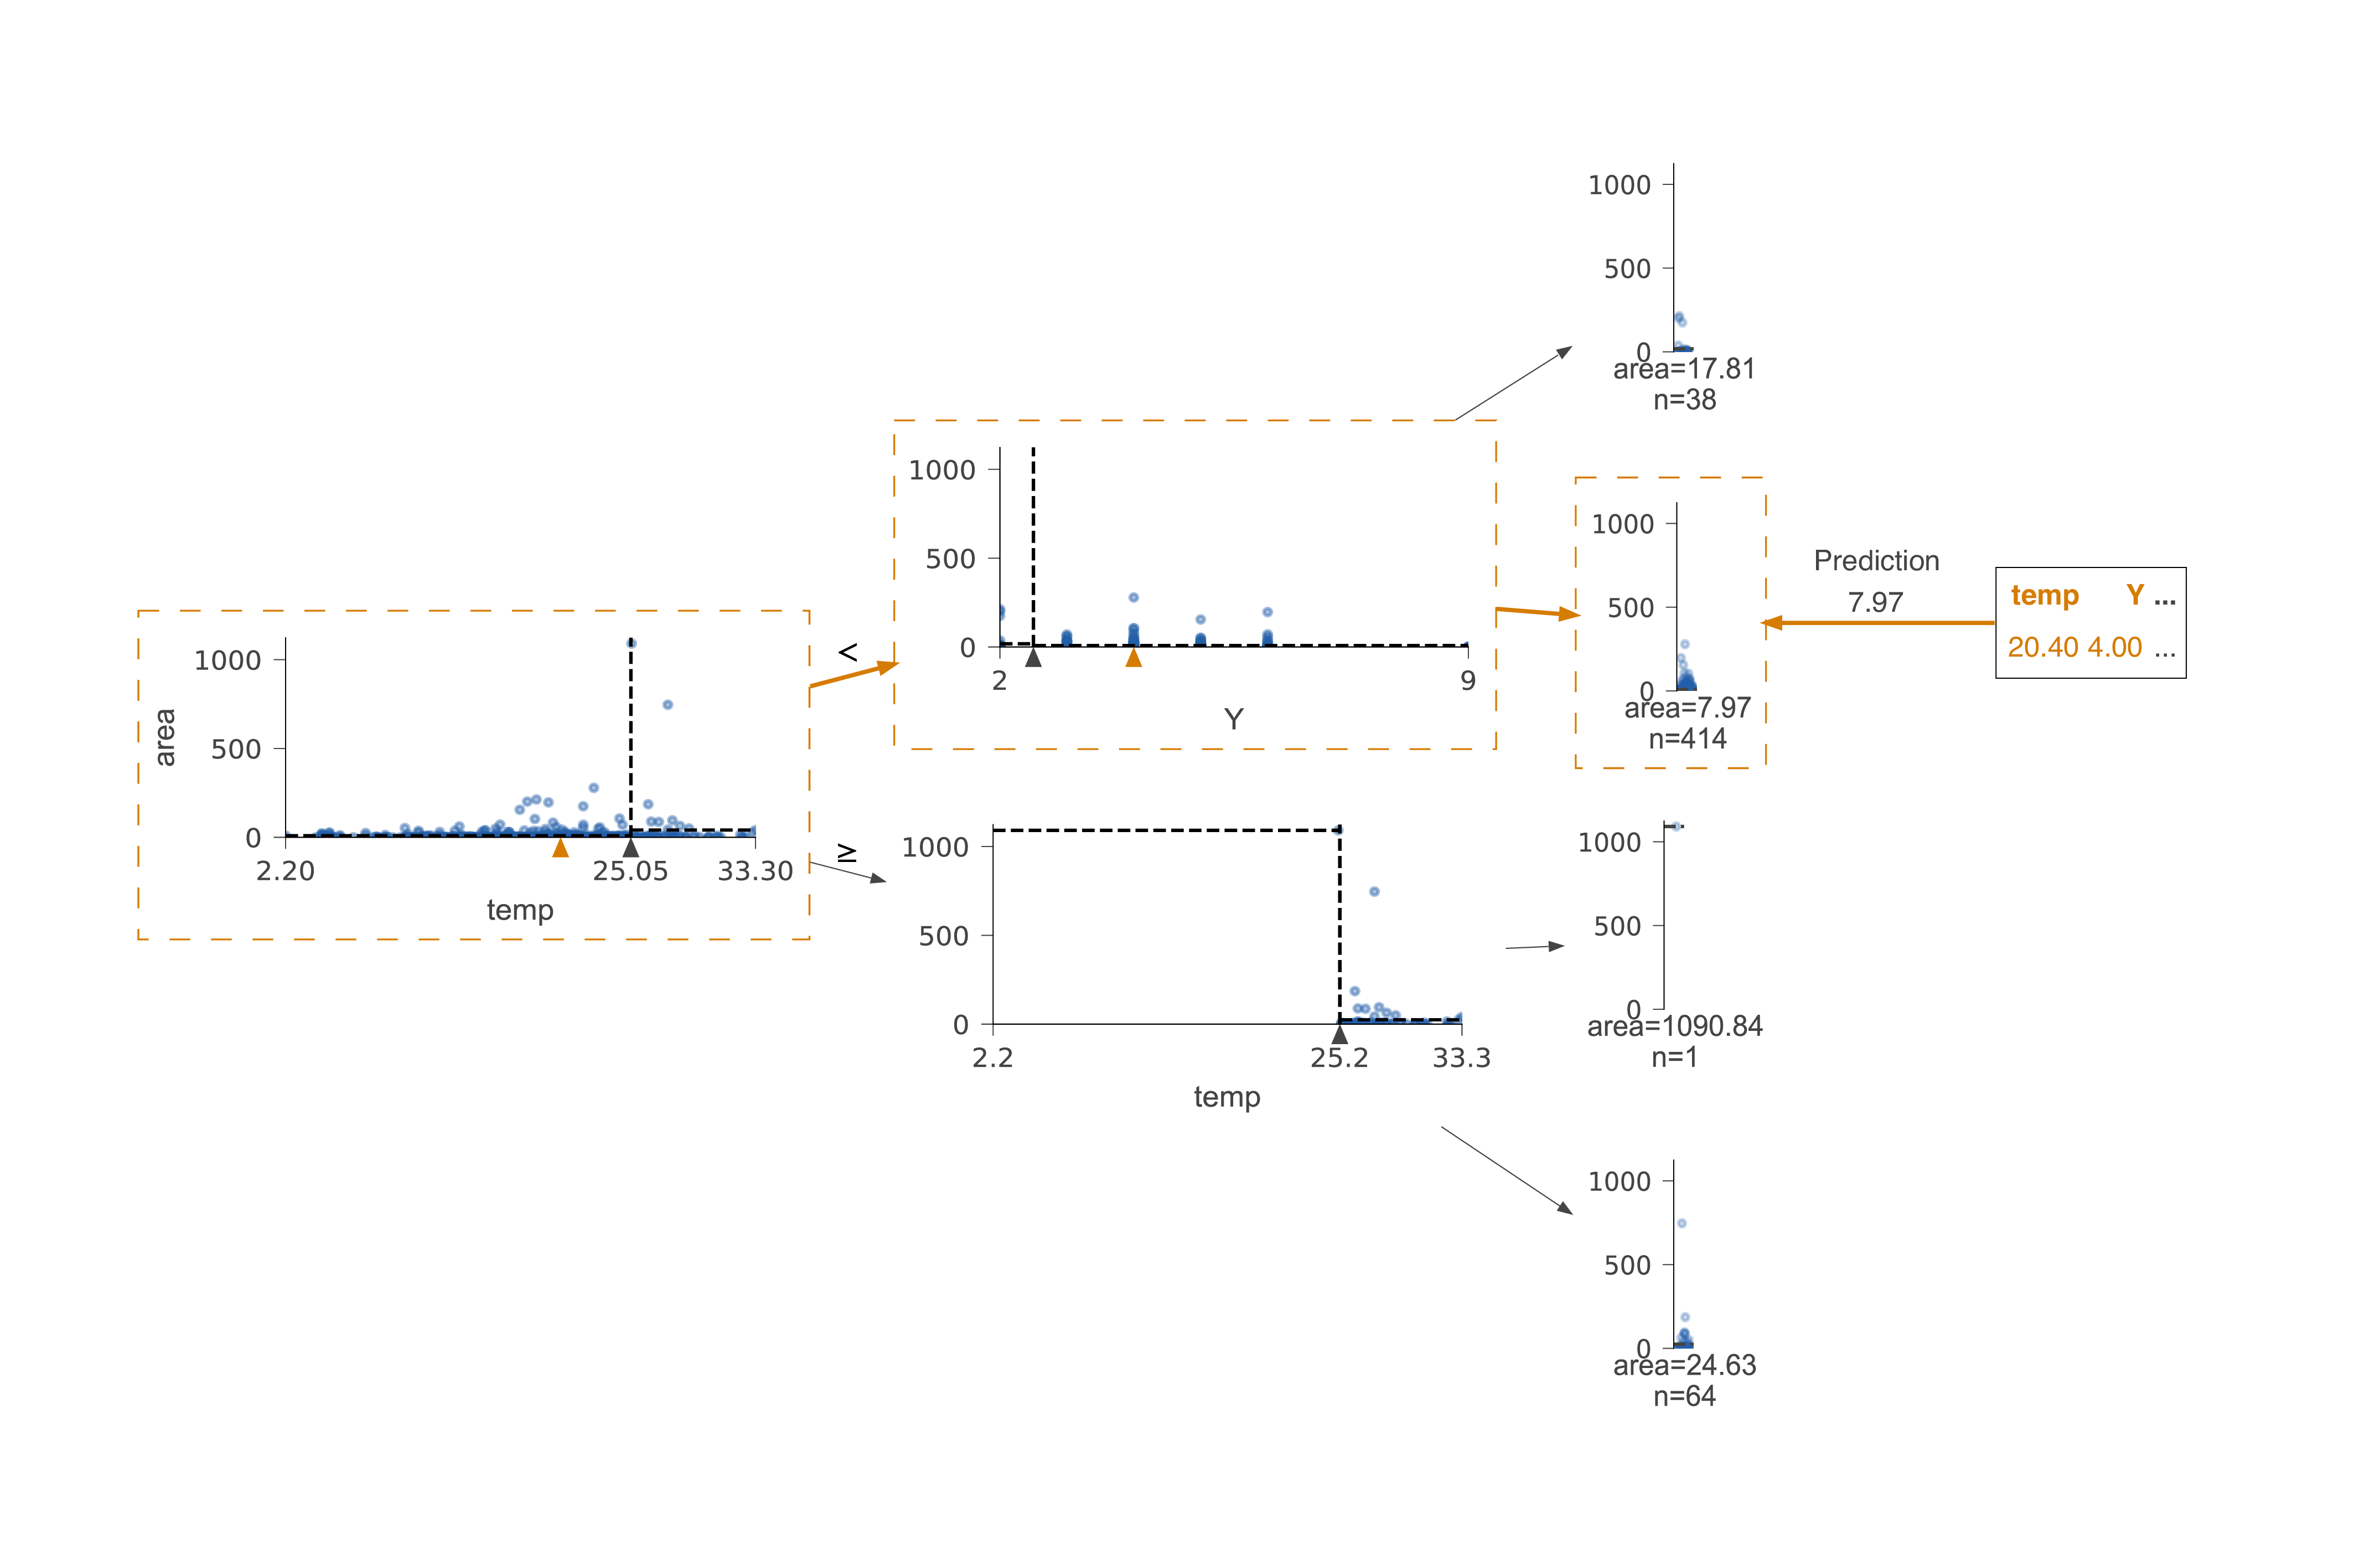 1000
500
0
area=17.81
n=38
1000
500
0
2
9
Y
1000
500
0
area=7.97
n=414
Prediction
7.97
temp Y ...
20.40 4.00 ...
<
≥
area
1000
500
0
2.20
25.05
33.30
temp
1000
500
0
2.2
25.2
33.3
temp
1000
500
0
area=1090.84
n=1
1000
500
0
area=24.63
n=64